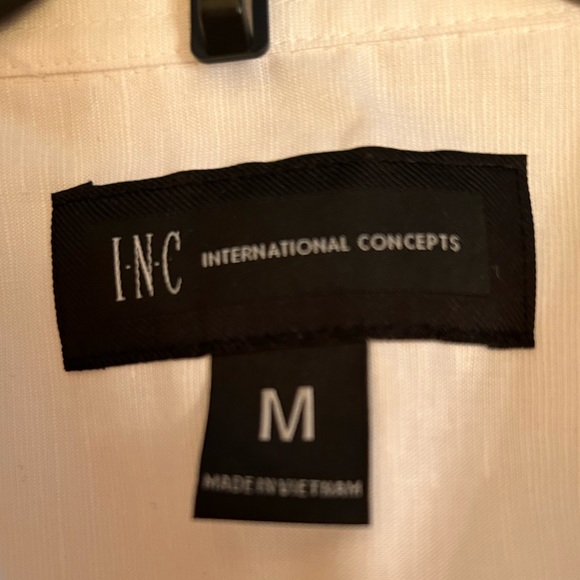 I·N·C INTERNATIONAL CONCEPTS
M
MADE IN VIETNAM